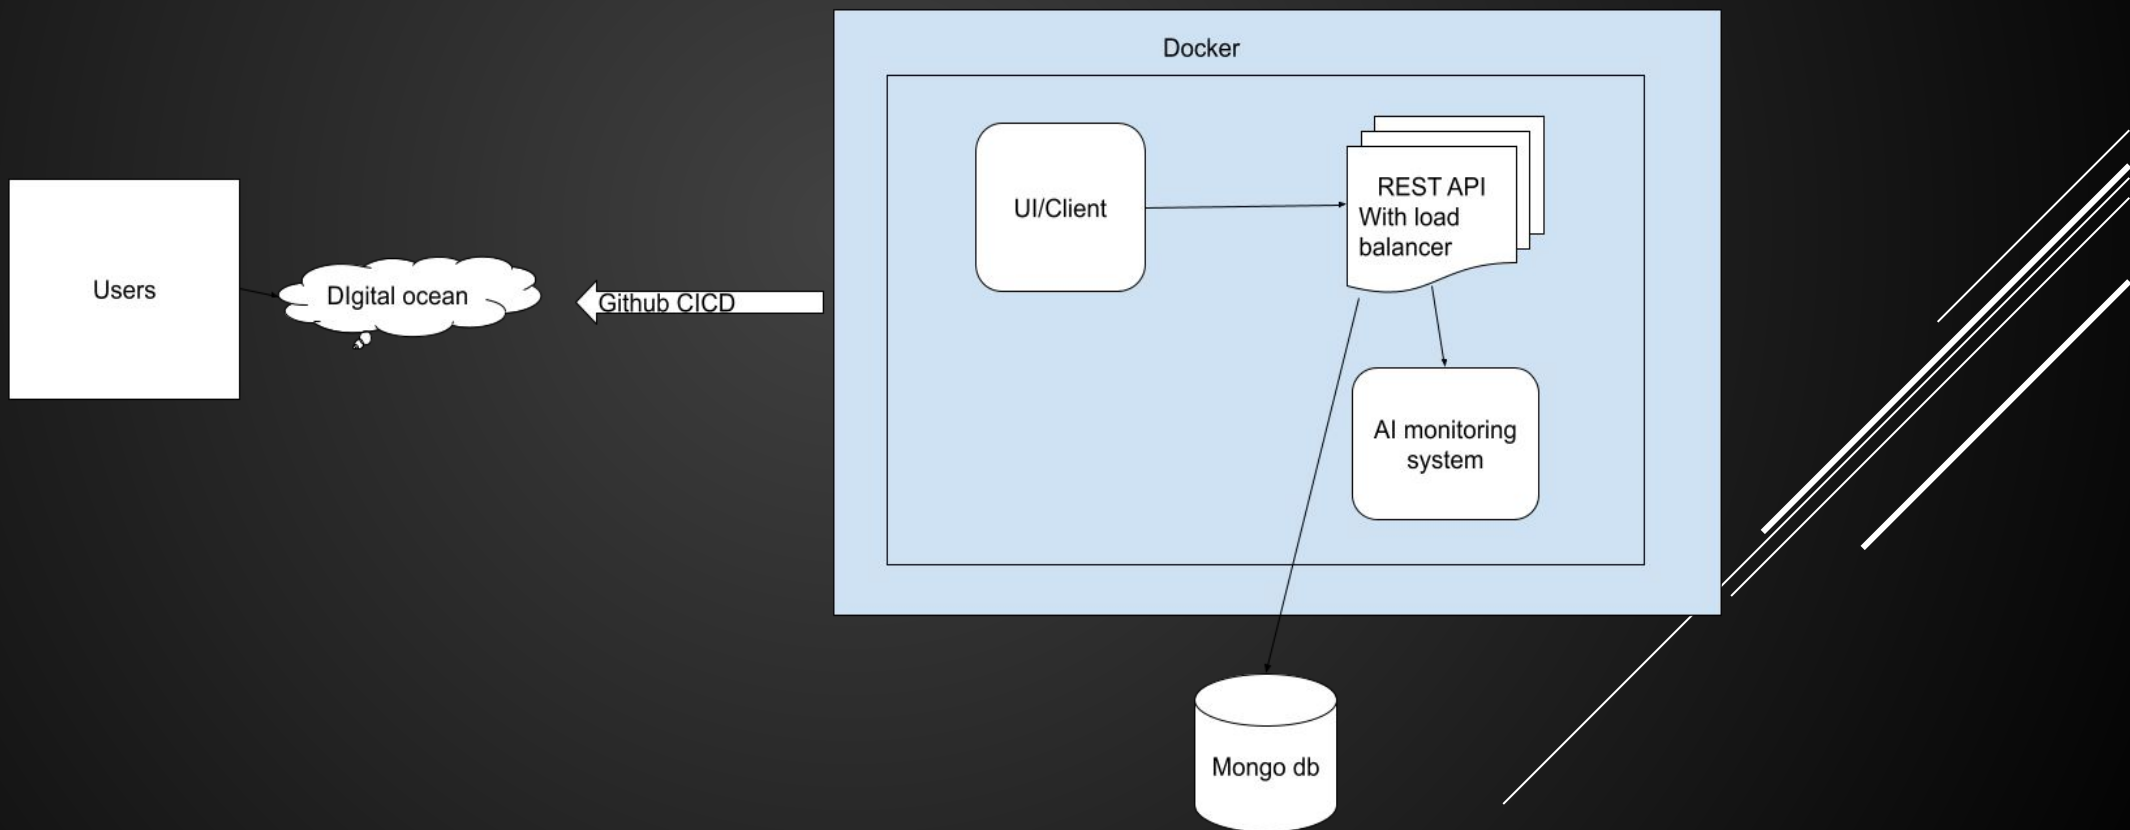 Docker
Users
DIgital ocean
Github CICD
UI/Client
REST API
With load
balancer
AI monitoring
system
Mongo db